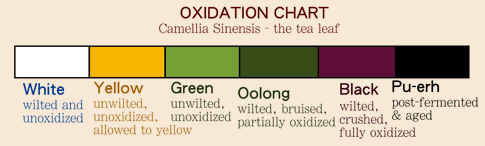 OXIDATION CHART
Camellia Sinensis - the tea leaf
White
wilted and
unoxidized
Yellow
unwilted,
unoxidized,
allowed to yellow
Green
unwilted,
unoxidized
Oolong
wilted, bruised,
partially oxidized
Black
wilted,
crushed,
fully oxidized
Pu-erh
post-fermented
& aged